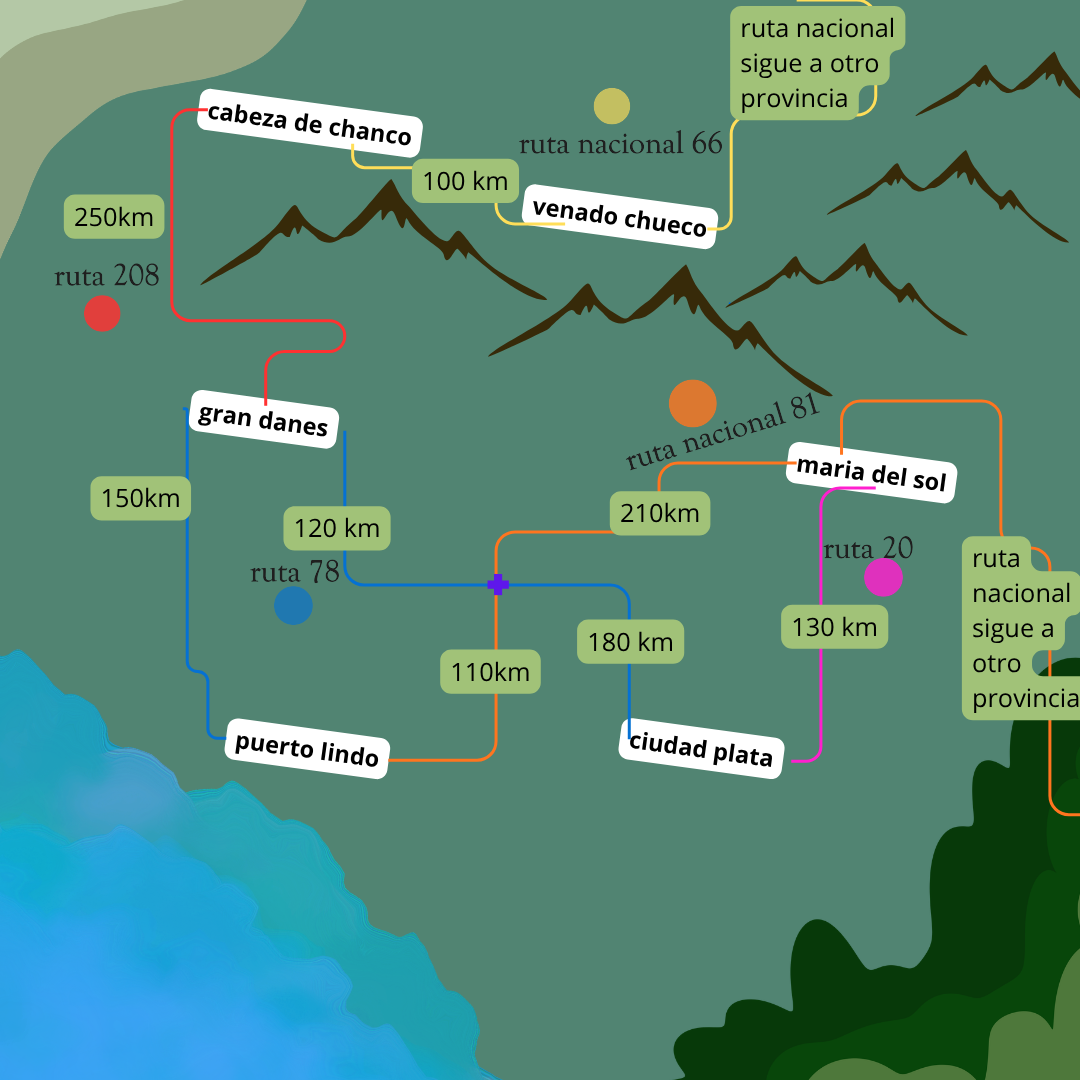 ruta nacional
sigue a otro
provincia
cabeza de chanco
ruta nacional 66
100 km
venado chueco
250km
ruta 208
gran danes
ruta nacional 81
maria del sol
150km
120 km
210km
ruta 20
ruta 78
ruta
nacional
sigue a
otro
provincia
130 km
180 km
110km
puerto lindo
ciudad plata